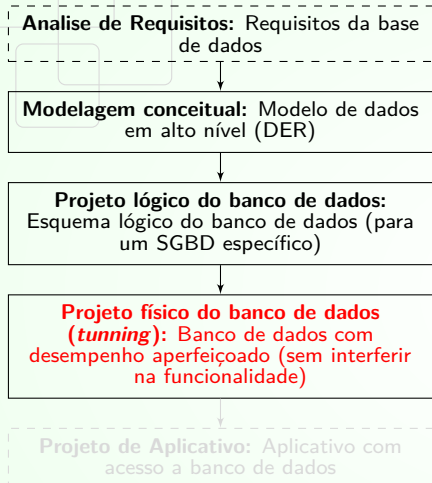 Analise de Requisitos: Requisitos da base
de dados
Modelagem conceitual: Modelo de dados
em alto nível (DER)
Projeto lógico do banco de dados:
Esquema lógico do banco de dados (para
um SGBD específico)
Projeto físico do banco de dados
(tunning): Banco de dados com
desempenho aperfeiçoado (sem interferir
na funcionalidade)
Projeto de Aplicativo: Aplicativo com
acesso a banco de dados